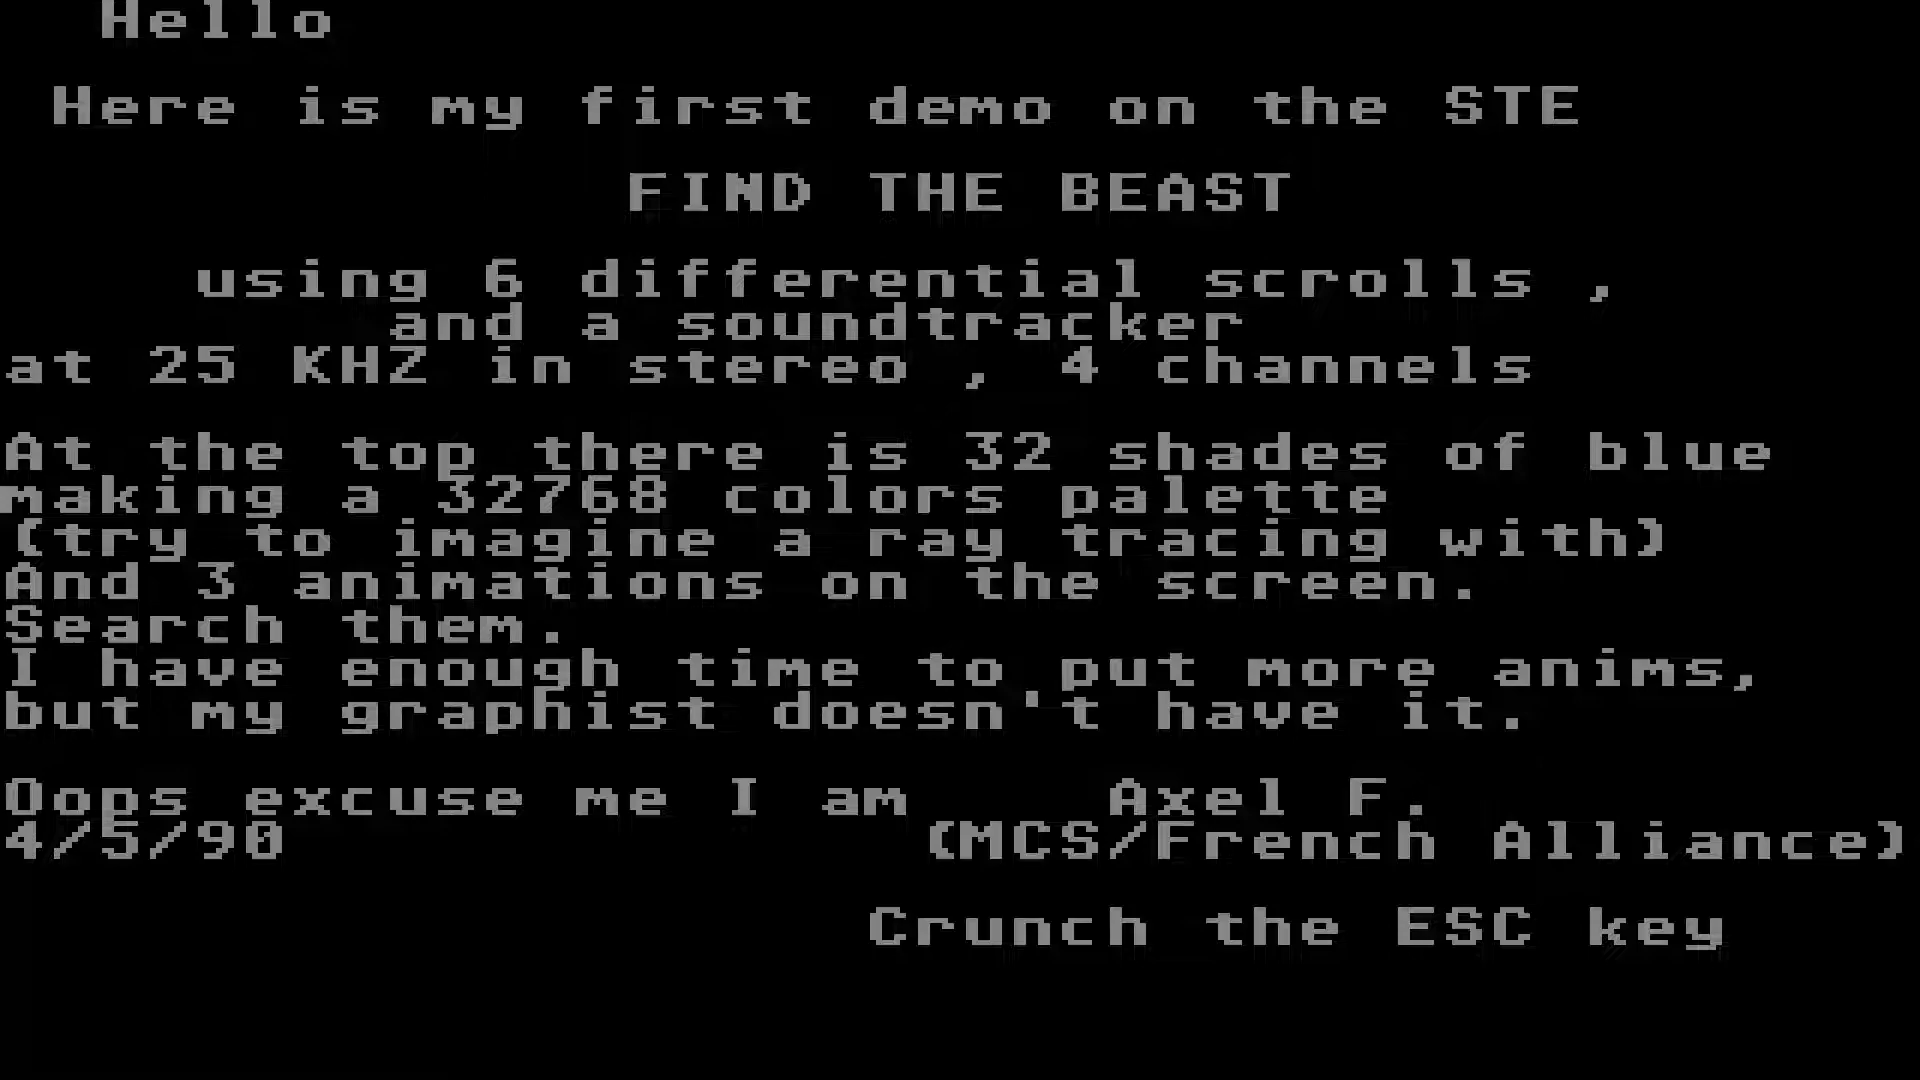 Hello
Here is my first demo on the STE
FIND THE BEAST
using 6 differential scrolls ,
and a soundtracker
at 25 KHZ in stereo , 4 channels
At the top there is 32 shades of blue
making a 32768 colors palette
(try to imagine a ray tracing with)
And 3 animations on the screen.
Search them.
I have enough time to put more anims,
but my graphist doesn't have it.
Oops excuse me I am Axel F.
4/5/90 (MCS/French Alliance)
Crunch the ESC key